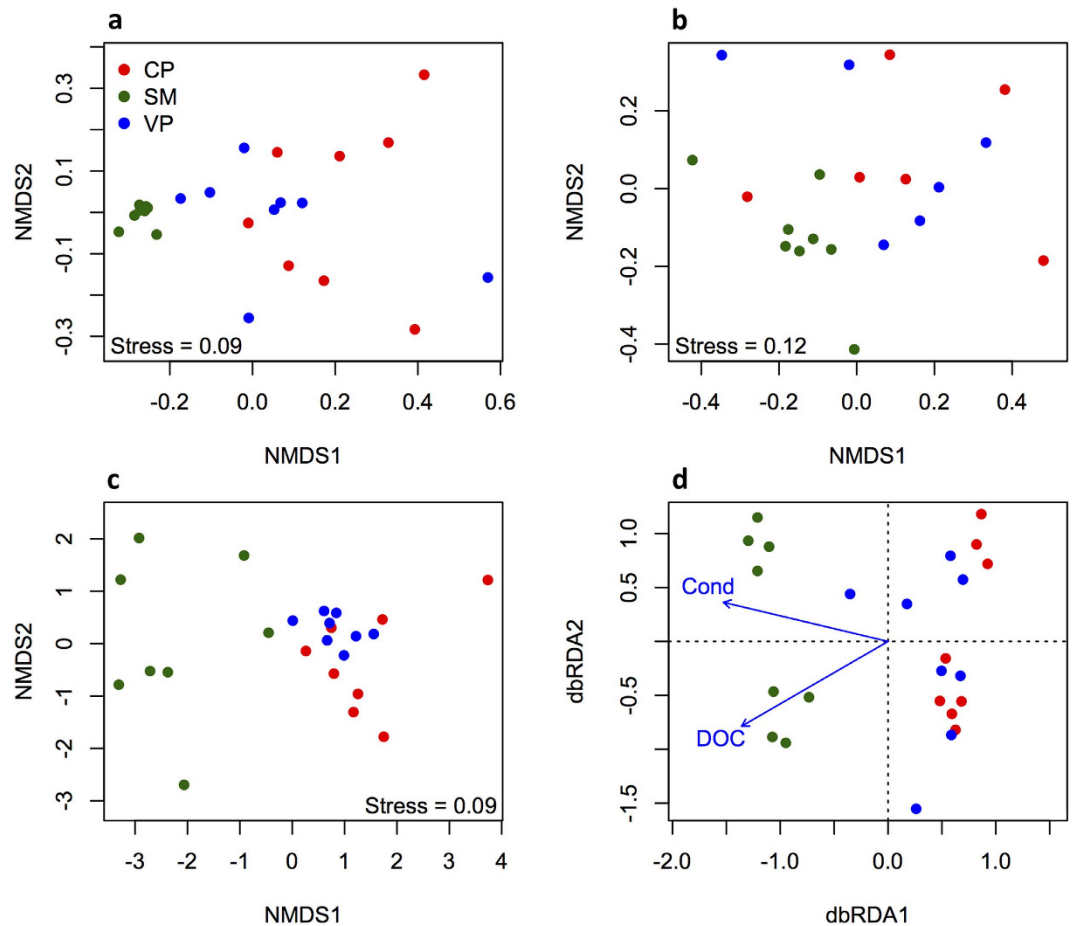 a
CP
SM
VP
Stress = 0.09
NMDS2
0.3
0.1
-0.1
-0.3
-0.2 0.0 0.2 0.4 0.6
NMDS1
b
Stress = 0.12
NMDS2
0.2
0.0
-0.2
-0.4
-0.4 -0.2 0.0 0.2 0.4
NMDS1
c
Stress = 0.09
NMDS2
2
1
0
-1
-2
-3
-3 -2 -1 0 1 2 3 4
NMDS1
d
Cond
DOC
dbRDA2
1.0
0.5
-0.5
-1.5
-2.0 -1.0 0.0 1.0
dbRDA1